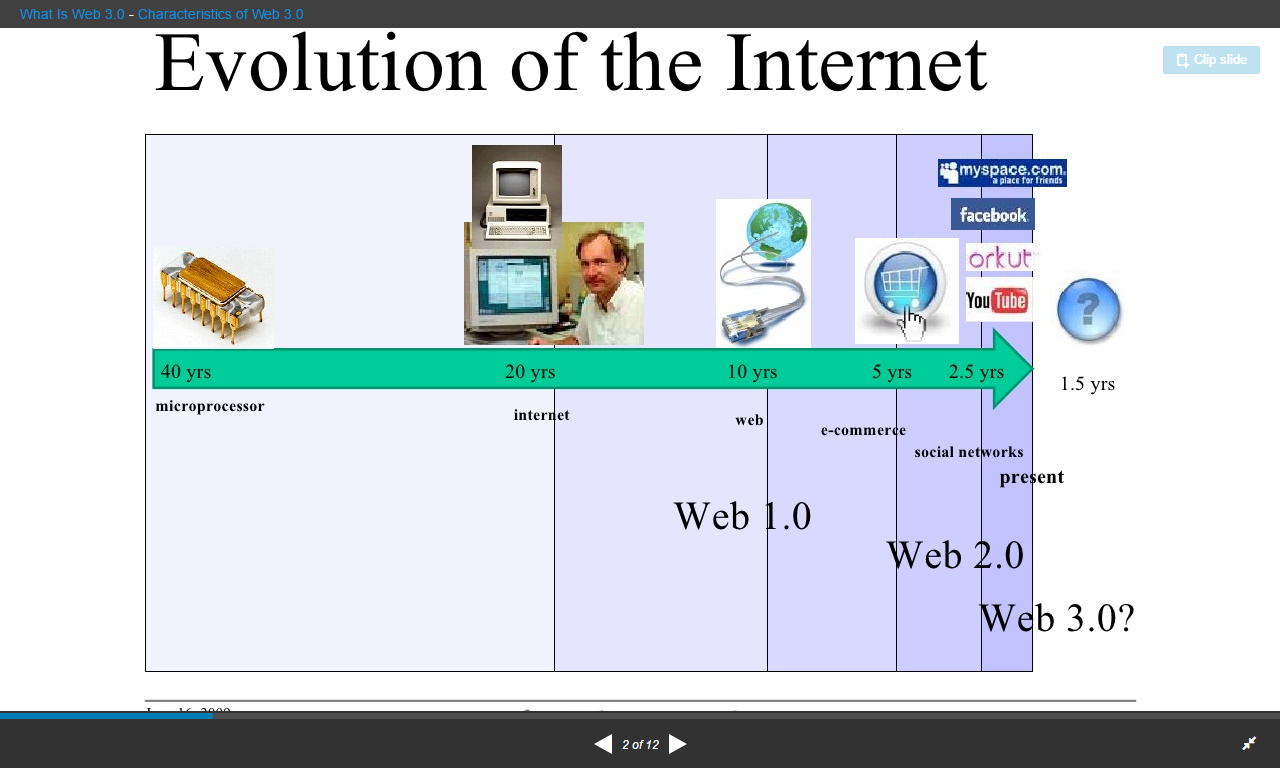 What Is Web 3.0 - Characteristics of Web 3.0
Evolution of the Internet
Clip slide
myspace.com.
a place for friends
facebook
orkut
YouTube
?
40 yrs 20 yrs 10 yrs 5 yrs 2.5 yrs
1.5 yrs
microprocessor
internet
web
e-commerce
social networks
present
Web 1.0
Web 2.0
Web 3.0?
2 of 12